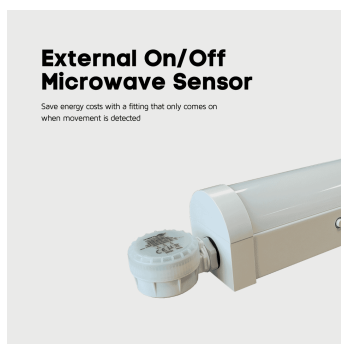 External On/Off
Microwave Sensor
Save energy costs with a fitting that only comes on
when movement is detected